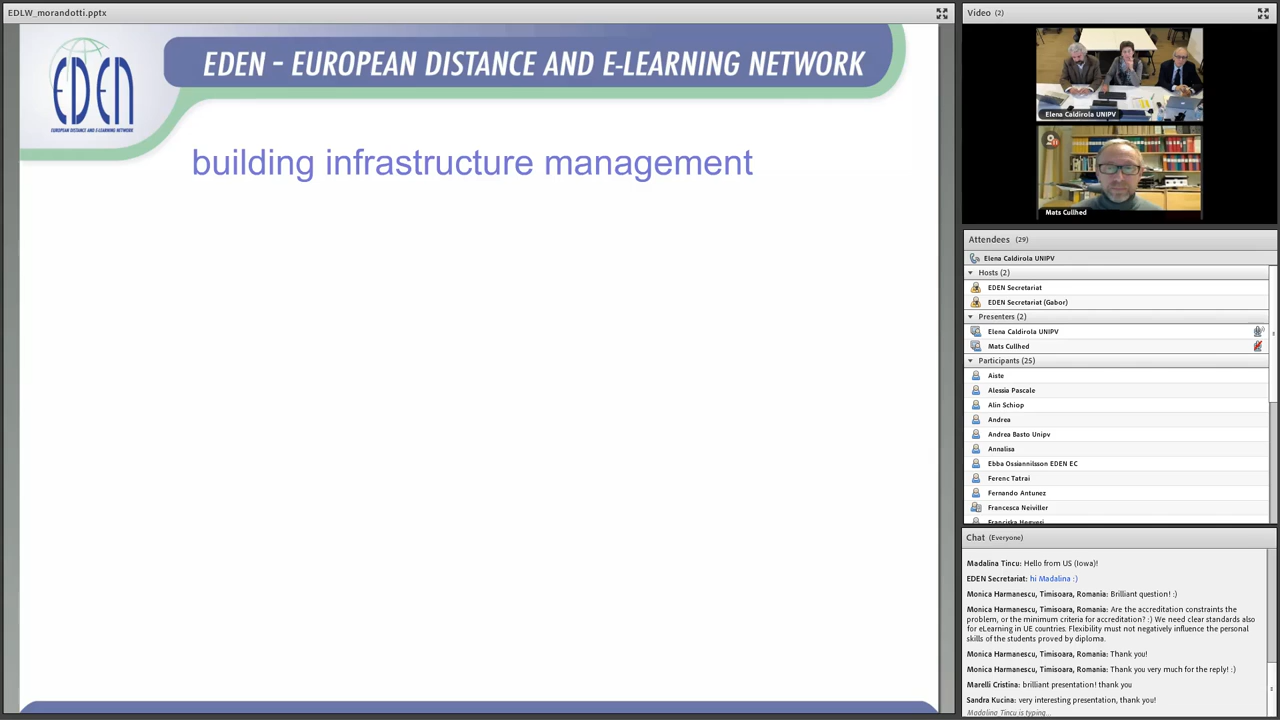 EDLW_morandotti.pptx
EDEN
EUROPEAN DISTANCE AND E-LEARNING NETWORK
EDEN – EUROPEAN DISTANCE AND E-LEARNING NETWORK
building infrastructure management
Video (2)
Elena Caldirola UNIPV
Mats Cullhed
Attendees (29)
Elena Caldirola UNIPV
Hosts (2)
EDEN Secretariat
EDEN Secretariat (Gabor)
Presenters (2)
Elena Caldirola UNIPV
Mats Cullhed
Participants (25)
Aiste
Alessia Pascale
Alin Schiop
Andrea
Andrea Basto Unipv
Annalisa
Ebba Ossiannilsson EDEN EC
Ferenc Tatrai
Fernando Antunez
Francesca Neiviller
Franciska Hegyesi
Chat (Everyone)
Madalina Tincu: Hello from US (Iowa)!
EDEN Secretariat: hi Madalina :)
Monica Harmanescu, Timisoara, Romania: Brilliant question! :)
Monica Harmanescu, Timisoara, Romania: Are the accreditation constraints the
problem, or the minimum criteria for accreditation? :) We need clear standards also
for eLearning in UE countries. Flexibility must not negatively influence the personal
skills of the students proved by diploma.
Monica Harmanescu, Timisoara, Romania: Thank you!
Monica Harmanescu, Timisoara, Romania: Thank you very much for the reply! :)
Marelli Cristina: brilliant presentation! thank you
Sandra Kucina: very interesting presentation, thank you!
Madalina Tincu is typing...